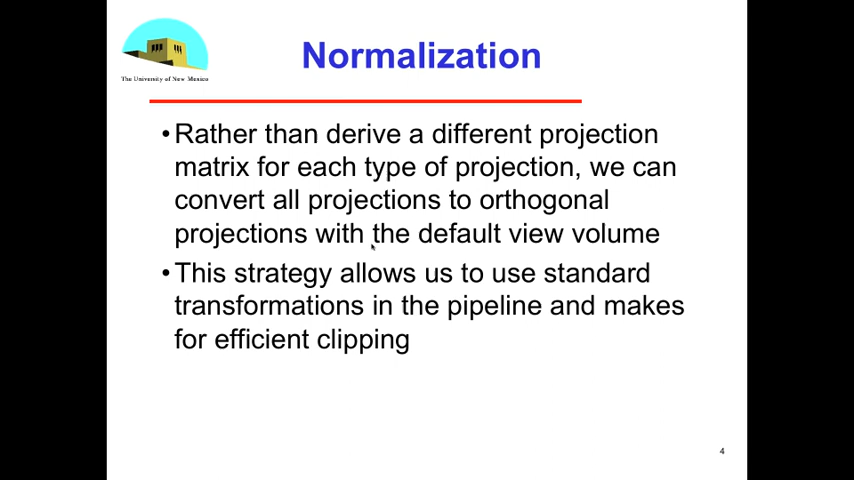 The University of New Mexico
Normalization
•Rather than derive a different projection
matrix for each type of projection, we can
convert all projections to orthogonal
projections with the default view volume
•This strategy allows us to use standard
transformations in the pipeline and makes
for efficient clipping
4